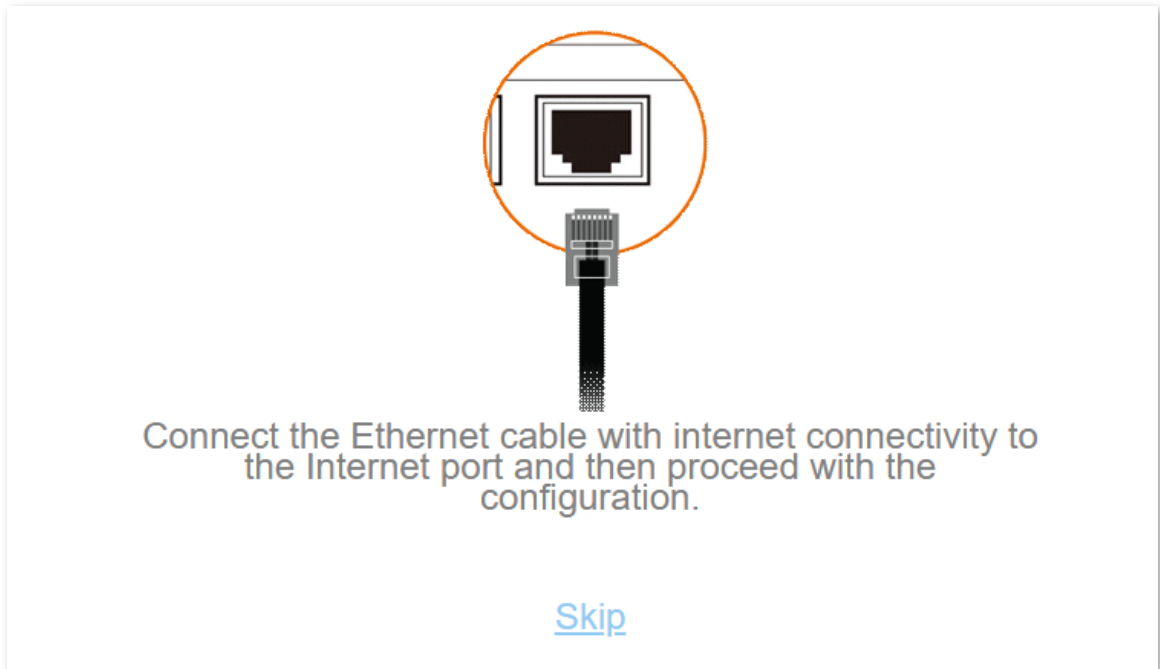 Connect the Ethernet cable with internet connectivity to
the Internet port and then proceed with the
configuration.
Skip